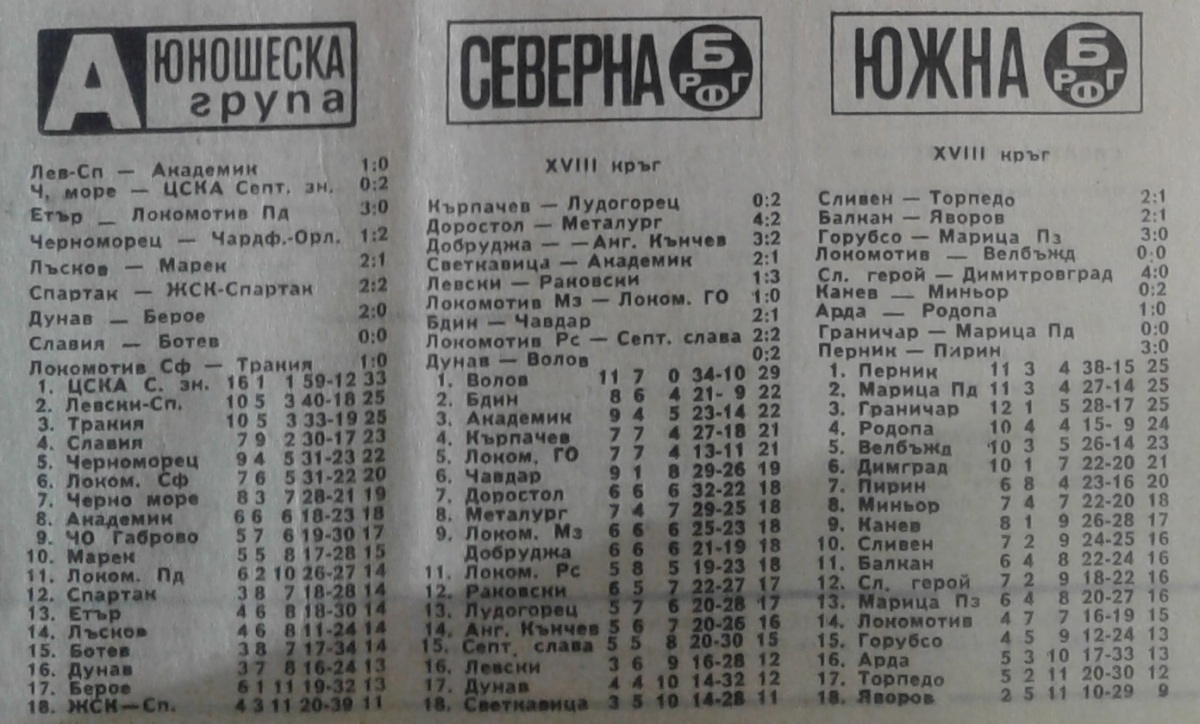 А ЮНОШЕСКА
група
Лев-Сп — Академик 1:0
Ч. море — ЦСКА Септ. зн. 0:2
Етър — Локомотив Пд 3:0
Черноморец — Чардф.-Орл. 1:2
Лъсков — Марек 2:1
Спартак — ЖСК-Спартак 2:2
Дунав — Берое 2:0
Славия — Ботев 0:0
Локомотив Сф — Тракия 1:0
1. ЦСКА С. зн. 16 1 1 59-12 33
2. Левски-Сп. 10 5 3 40-18 25
3. Тракия 10 5 3 33-19 25
4. Славия 7 9 2 30-17 23
5. Черноморец 9 4 5 31-23 22
6. Локом. Сф 7 6 5 31-22 20
7. Черно море 8 3 7 28-21 19
8. Академик 6 6 6 18-23 18
9. ЧО Габрово 5 7 6 19-30 17
10. Марек 5 5 8 17-28 15
11. Локом. Пд 6 2 10 26-27 14
12. Спартак 3 8 7 18-28 14
13. Етър 4 6 8 18-30 14
14. Лъсков 4 6 8 11-24 14
15. Ботев 3 8 7 17-34 14
16. Дунав 3 7 8 16-24 13
17. Берое 6 1 11 19-32 13
18. ЖСК—Сп. 4 3 11 20-39 11
СЕВЕРНА Б РФГ
XVIII кръг
Кърпачев — Лудогорец 0:2
Доростол — Металург 4:2
Добруджа — —Анг. Кънчев 3:2
Светкавица — Академик 2:1
Левски — Раковски 1:3
Локомотив Мз — Локом. ГО 1:0
Бдин — Чавдар 2:1
Локомотив Рс — Септ. слава 2:2
Дунав — Волов 0:2
1. Волов 11 7 0 34-10 29
2. Бдин 8 6 4 21- 9 22
3. Академик 9 4 5 23-14 22
4. Кърпачев 7 7 4 27-18 21
5. Локом. ГО 7 7 4 13-11 21
6. Чавдар 9 1 8 29-26 19
7. Доростол 6 6 6 32-22 18
8. Металург 7 4 7 29-25 18
9. Локом. Мз 6 6 6 25-23 18
Добруджа 6 6 6 21-19 18
11. Локом. Рс 5 8 5 19-23 18
12. Раковски 6 5 7 22-27 17
13. Лудогорец 5 7 6 20-28 17
14. Анг. Кънчев 5 6 7 20-26 16
15. Септ. слава 5 5 8 20-30 15
16. Левски 3 6 9 16-28 12
17. Дунав 4 4 10 14-32 12
18. Светкавица 3 5 10 14-28 11
ЮЖНА Б РФГ
XVIII кръг
Сливен — Торпедо 2:1
Балкан — Яворов 2:1
Горубсо — Марица Пз 3:0
Локомотив — Велбъжд 0:0
Сл. герой — Димитровград 4:0
Канев — Миньор 0:2
Арда — Родопа 1:0
Граничар — Марица Пд 0:0
Перник — Пирин 3:0
1. Перник 11 3 4 38-15 25
2. Марица Пд 11 3 4 27-14 25
3. Граничар 12 1 5 28-17 25
4. Родопа 10 4 4 15- 9 24
5. Велбъжд 10 3 5 26-14 23
6. Димград 10 1 7 22-20 21
7. Пирин 6 8 4 23-16 20
8. Миньор 7 4 7 22-20 18
9. Канев 8 1 9 26-28 17
10. Сливен 7 2 9 24-25 16
11. Балкан 6 4 8 22-24 16
12. Сл. герой 7 2 9 18-22 16
13. Марица Пз 6 4 8 20-27 16
14. Локомотив 4 7 7 16-19 15
15. Горубсо 4 5 9 12-24 13
16. Арда 5 3 10 17-33 13
17. Торпедо 5 2 11 20-30 12
18. Яворов 2 5 11 10-29 9